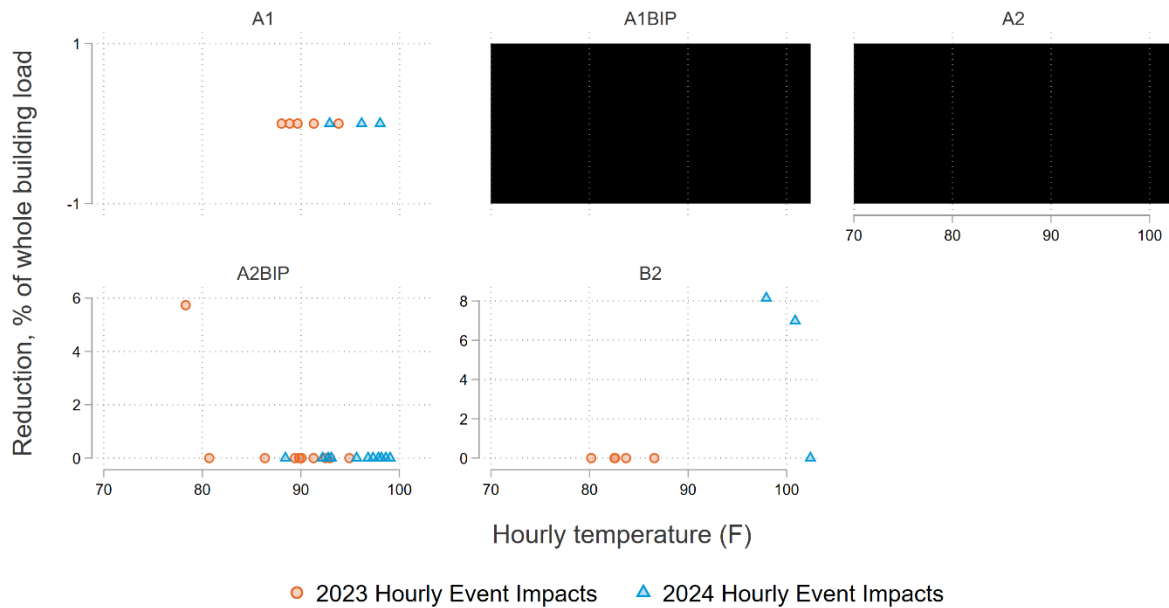 A1
A1BIP
A2
Reduction, % of whole building load
1
-1
70
80
90
100
A2BIP
B2
6
4
2
0
70
80
90
100
8
6
4
2
0
70
80
90
100
Hourly temperature (F)
2023 Hourly Event Impacts
2024 Hourly Event Impacts